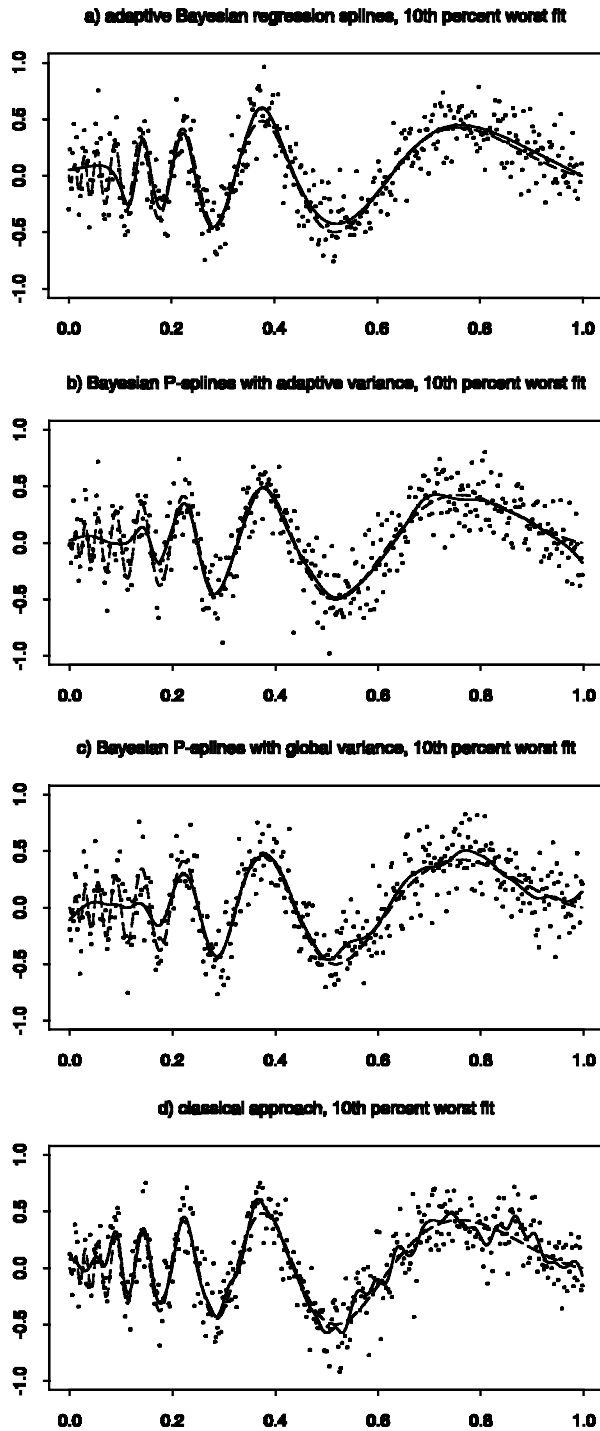 a) adaptive Bayesian regression splines, 10th percent worst fit
1.0
0.5
0.0
-0.5
-1.0
0.0 0.2 0.4 0.6 0.8 1.0
b) Bayesian P-splines with adaptive variance, 10th percent worst fit
1.0
0.5
0.0
-0.5
-1.0
0.0 0.2 0.4 0.6 0.8 1.0
c) Bayesian P-splines with global variance, 10th percent worst fit
1.0
0.5
0.0
-0.5
-1.0
0.0 0.2 0.4 0.6 0.8 1.0
d) classical approach, 10th percent worst fit
1.0
0.5
0.0
-0.5
-1.0
0.0 0.2 0.4 0.6 0.8 1.0